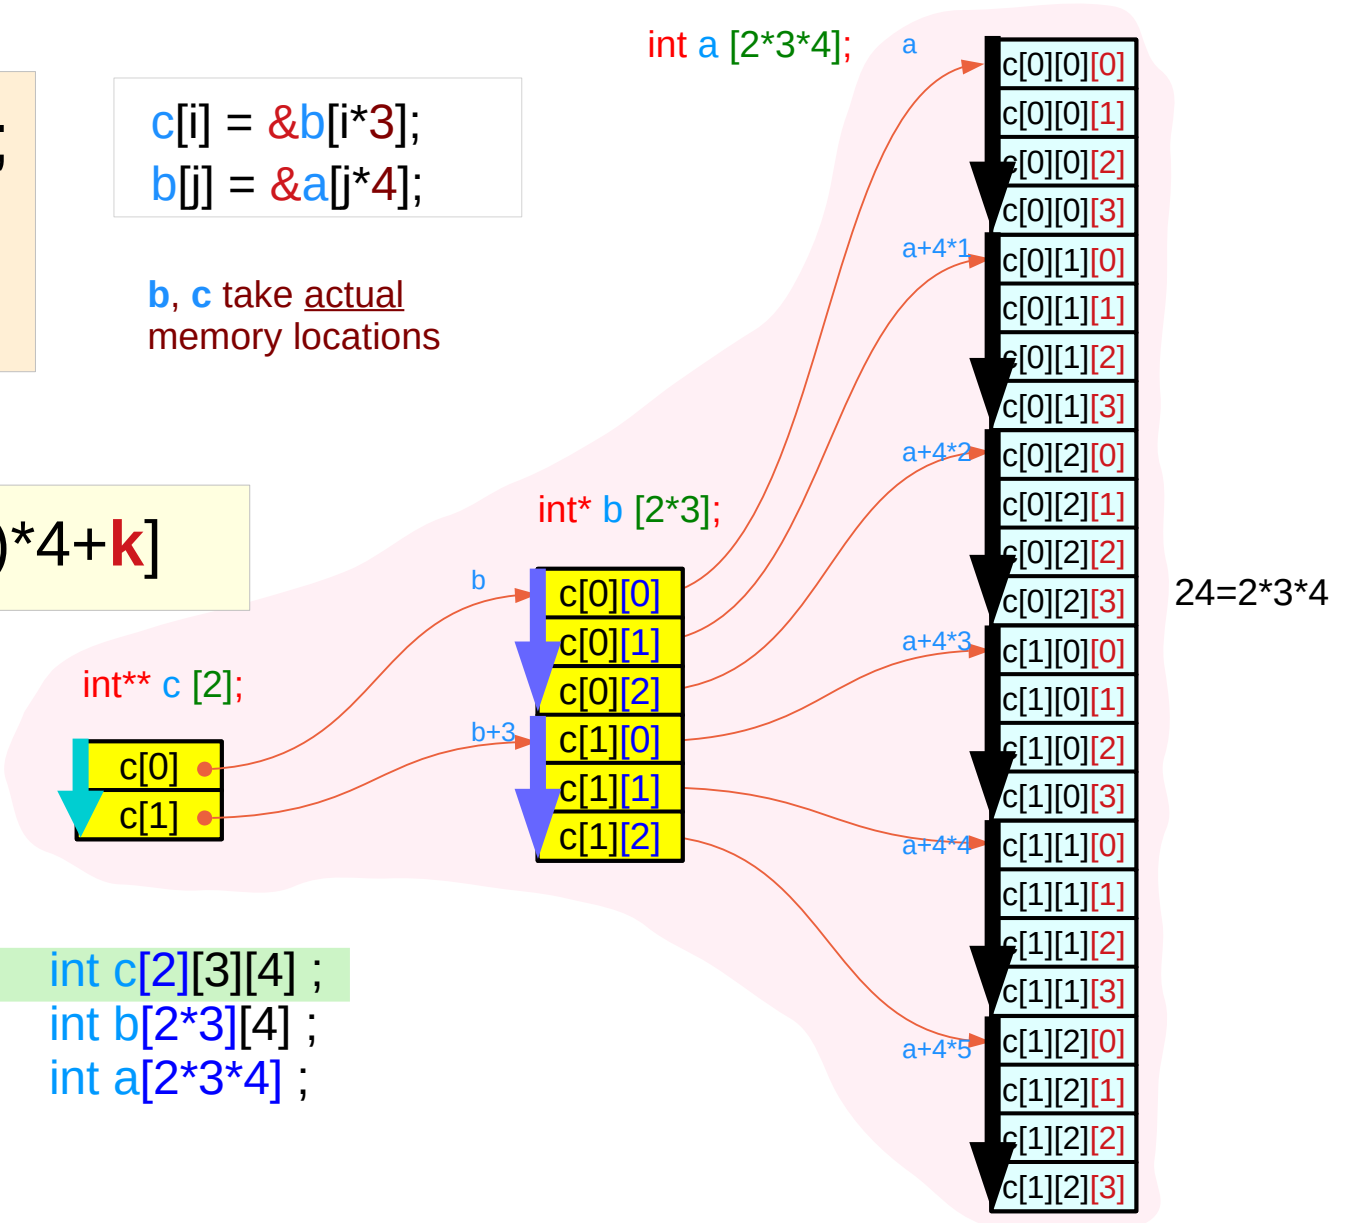 int a [2*3*4];
a
;
c[i] = &b[i*3];
b[j] = &a[j*4];
b, c take actual
memory locations
)*4+k]
int** c [2];
c[0]
c[1]
b
b+3
int* b [2*3];
c[0][0]
c[0][1]
c[0][2]
c[1][0]
c[1][1]
c[1][2]
a+4*1
a+4*2
a+4*3
a+4*4
a+4*5
c[0][0][0]
c[0][0][1]
c[0][0][2]
c[0][0][3]
c[0][1][0]
c[0][1][1]
c[0][1][2]
c[0][1][3]
c[0][2][0]
c[0][2][1]
c[0][2][2]
c[0][2][3]
c[1][0][0]
c[1][0][1]
c[1][0][2]
c[1][0][3]
c[1][1][0]
c[1][1][1]
c[1][1][2]
c[1][1][3]
c[1][2][0]
c[1][2][1]
c[1][2][2]
c[1][2][3]
24=2*3*4
int c[2][3][4] ;
int b[2*3][4] ;
int a[2*3*4] ;